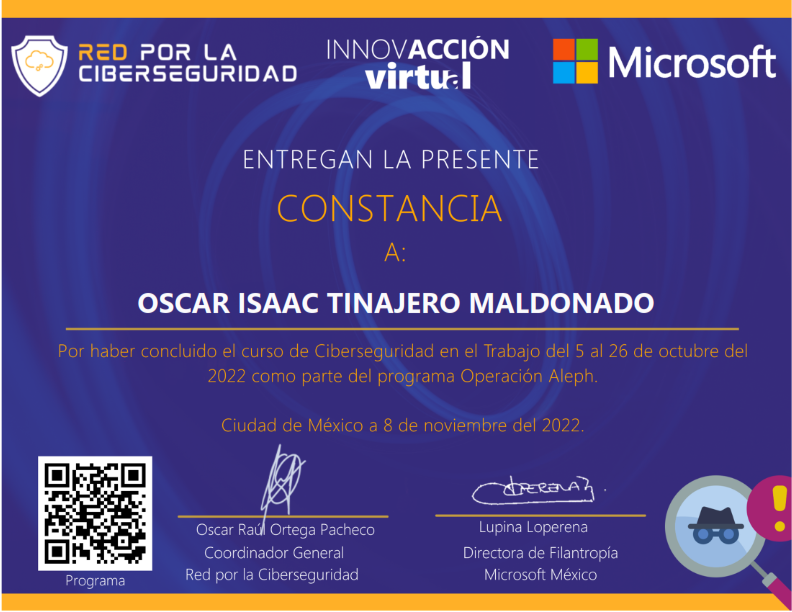 RED POR LA
CIBERSEGURIDAD
INNOVACCIÓN
virtual
Microsoft
ENTREGAN LA PRESENTE
CONSTANCIA
A:
OSCAR ISAAC TINAJERO MALDONADO
Por haber concluido el curso de Ciberseguridad en el Trabajo del 5 al 26 de octubre del
2022 como parte del programa Operación Aleph.
Ciudad de México a 8 de noviembre del 2022.
Programa
Oscar Raúl Ortega Pacheco
Coordinador General
Red por la Ciberseguridad
Lupina Loperena
Directora de Filantropía
Microsoft México